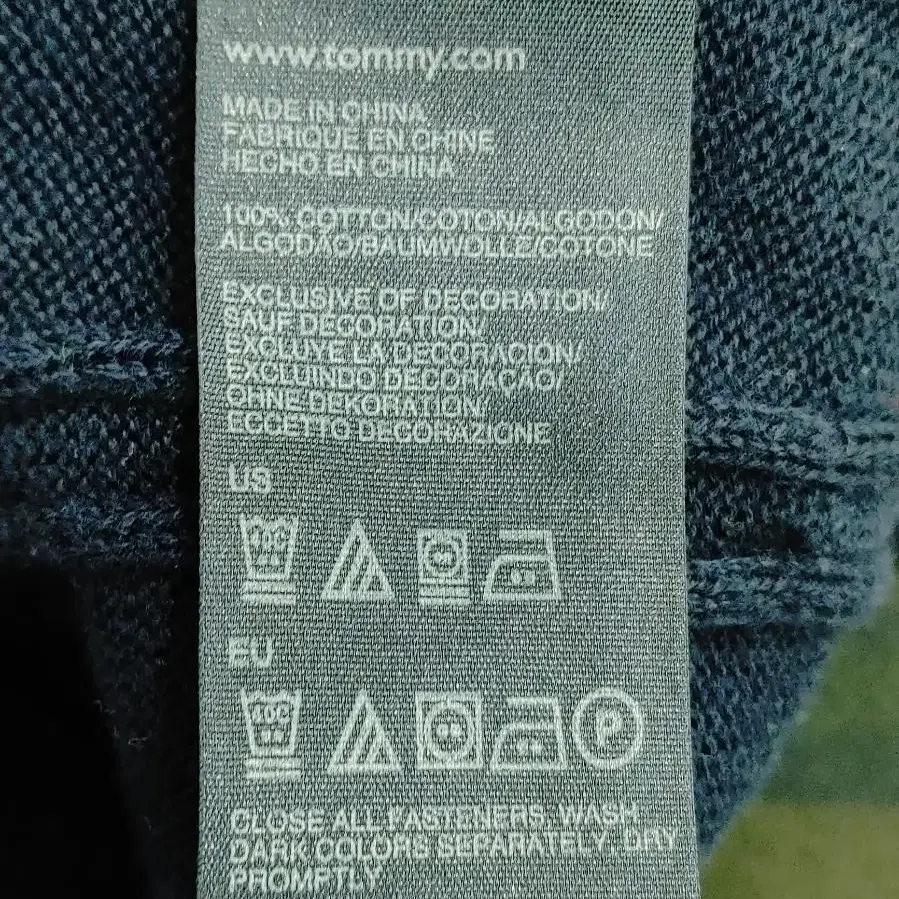 www.tommy.com
MADE IN CHINA
FABRIQUE EN CHINE
HECHO EN CHINA
100% COTTON/COTON/ALGODON/
ALGODÃO/BAUMWOLLE/COTONE
EXCLUSIVE OF DECORATION/
SAUF DECORATION/
EXCLUYE LA DECORACION/
EXCLUINDO DECORAÇÃO/
OHNE DEKORATION/
ECCETTO DECORAZIONE
US
40C
EU
40C
P
CLOSE ALL FASTENERS. WASH
DARK COLORS SEPARATELY. DRY
PROMPTLY